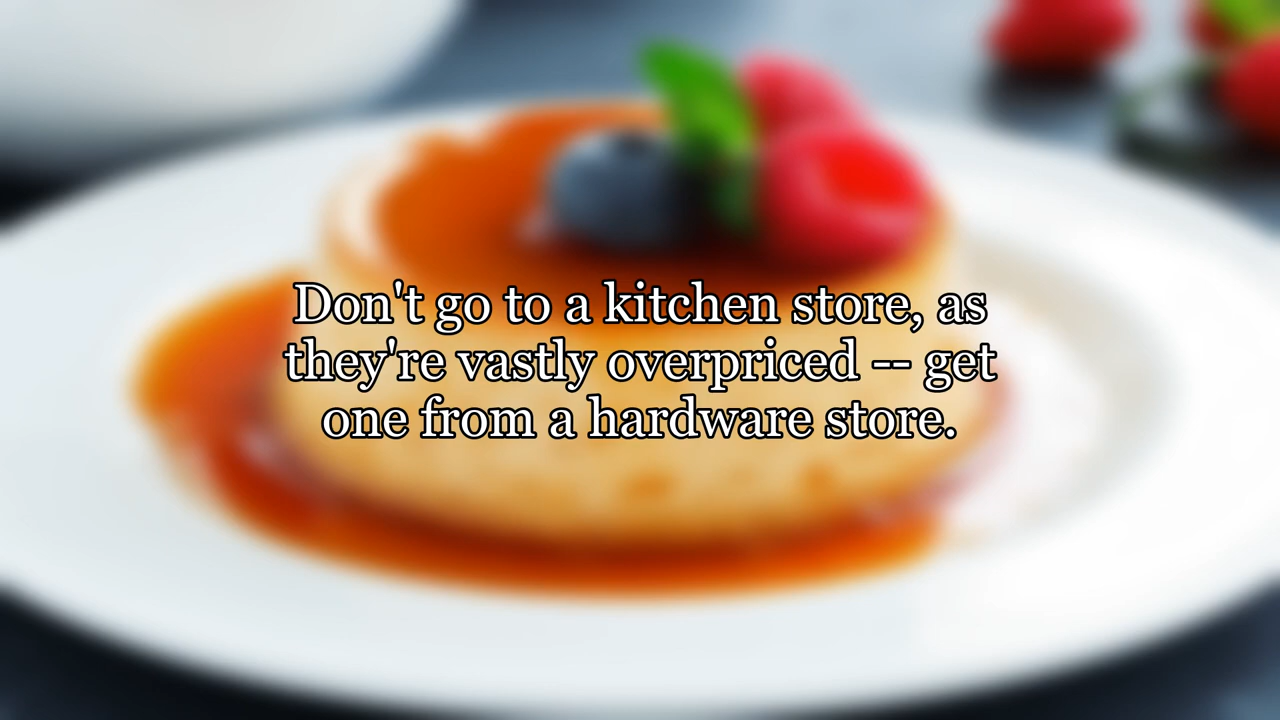 Don't go to a kitchen store, as
they're vastly overpriced -- get
one from a hardware store.